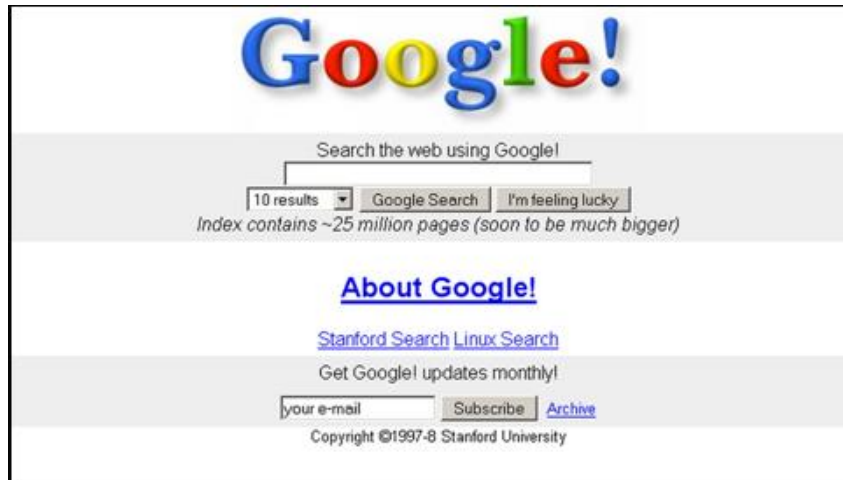 Google!
Search the web using Google!
10 results Google Search I'm feeling lucky
Index contains ~25 million pages (soon to be much bigger)
About Google!
Stanford Search Linux Search
Get Google! updates monthly!
your e-mail Subscribe Archive
Copyright ©1997-8 Stanford University